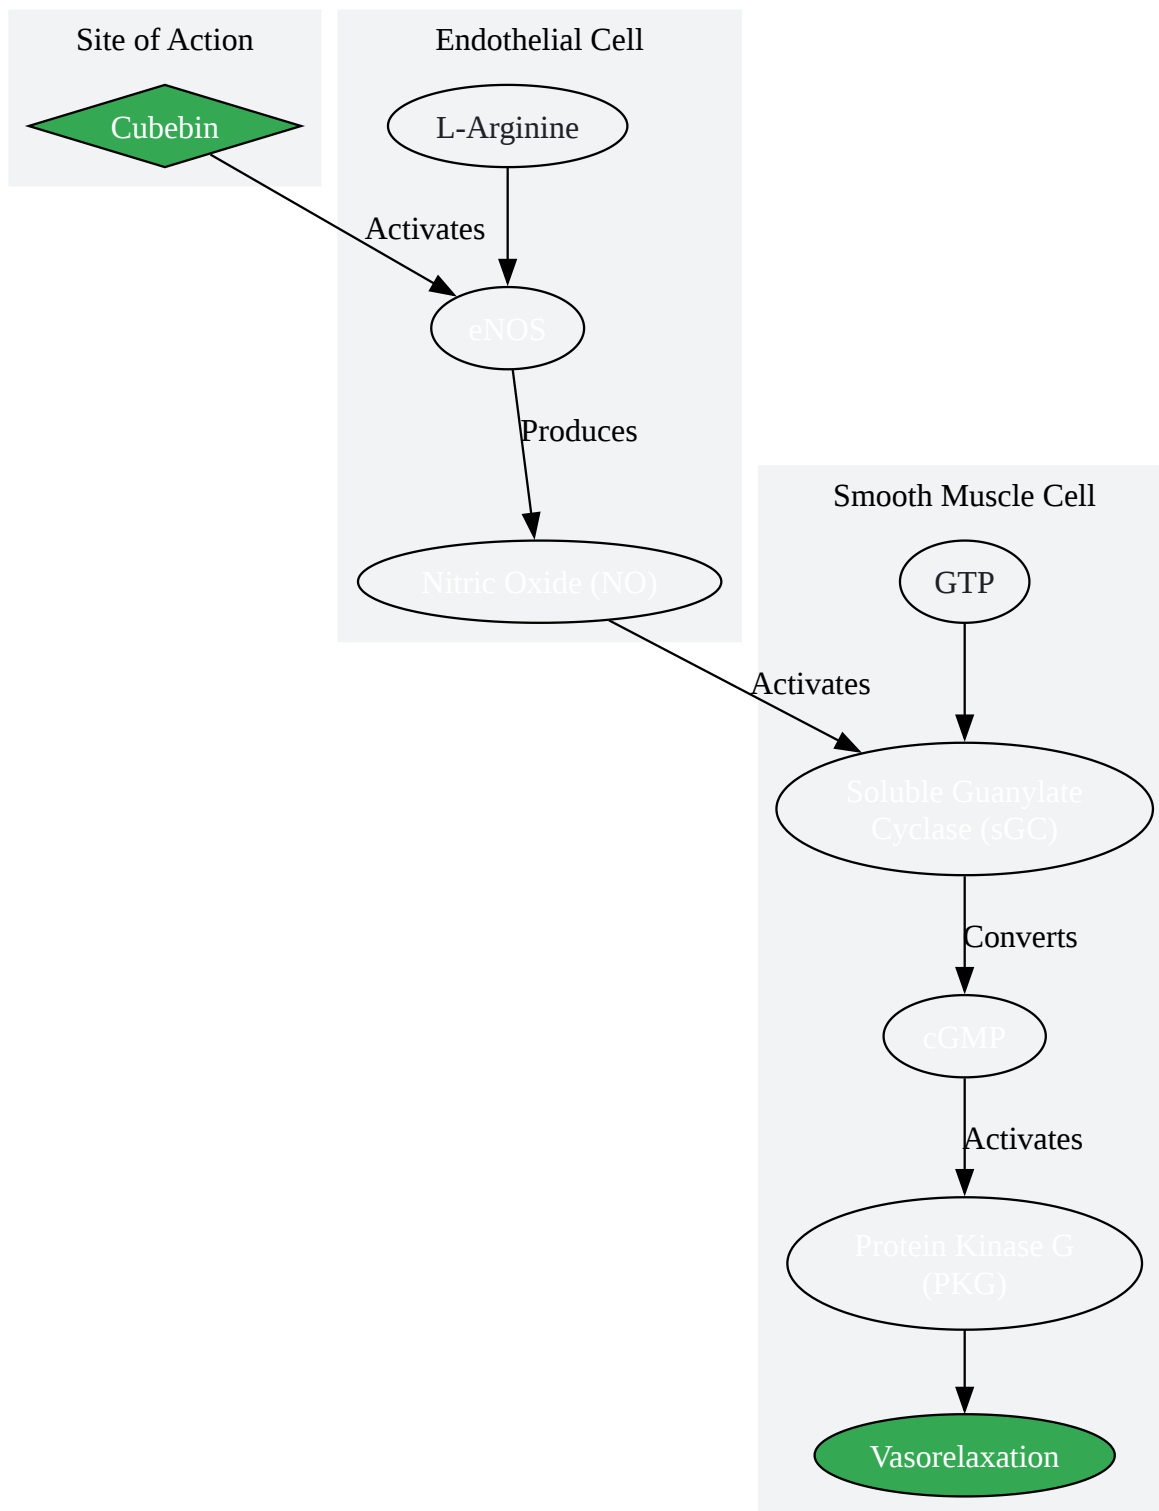 Site of Action
Endothelial Cell
Cubebin
L-Arginine
Activates
eNOS
Produces
Smooth Muscle Cell
Nitric Oxide (NO)
GTP
Activates
Soluble Guanylate
Cyclase (sGC)
Converts
cGMP
Activates
Protein Kinase G
(PKG)
Vasorelaxation